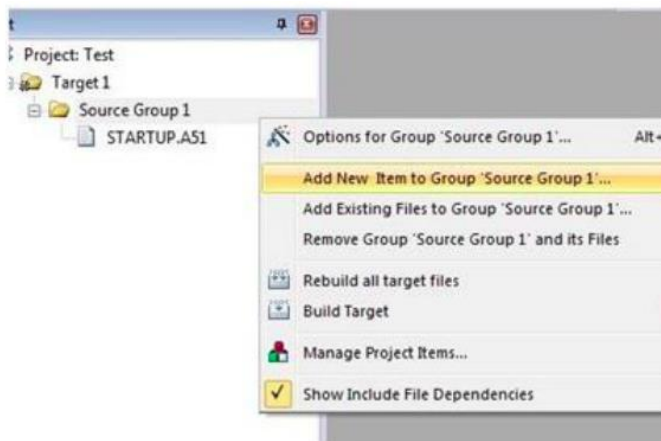 Project: Test
Target 1
Source Group 1
STARTUP.A51
Options for Group 'Source Group 1'... Alt+
Add New Item to Group 'Source Group 1'...
Add Existing Files to Group 'Source Group 1'...
Remove Group 'Source Group 1' and its Files
Rebuild all target files
Build Target
Manage Project Items...
Show Include File Dependencies